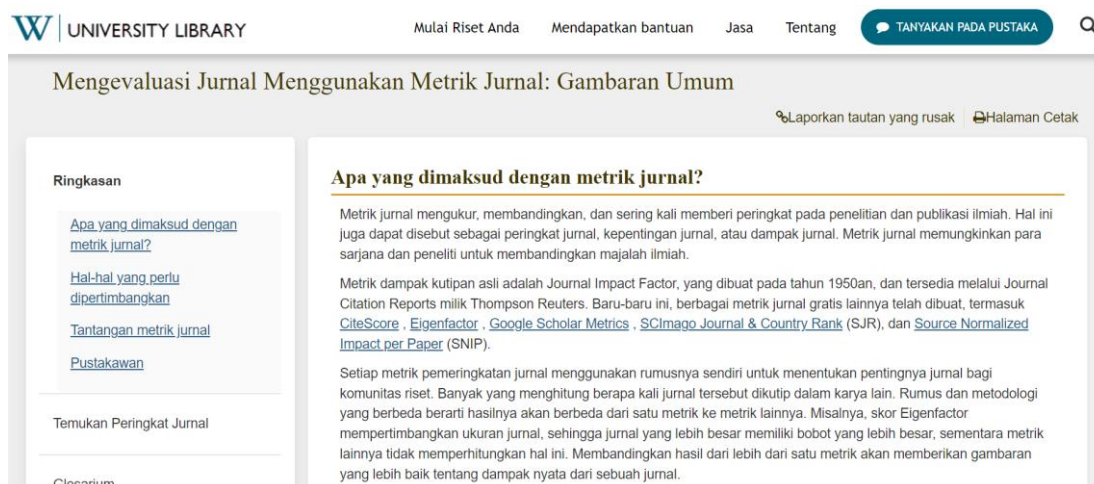 W UNIVERSITY LIBRARY
Mulai Riset Anda
Mendapatkan bantuan
Jasa
Tentang
TANYAKAN PADA PUSTAKA
Mengevaluasi Jurnal Menggunakan Metrik Jurnal: Gambaran Umum
Laporkan tautan yang rusak
Halaman Cetak
Ringkasan
Apa yang dimaksud dengan
metrik jurnal?
Hal-hal yang perlu
dipertimbangkan
Tantangan metrik jurnal
Pustakawan
Temukan Peringkat Jurnal
Apa yang dimaksud dengan metrik jurnal?
Metrik jurnal mengukur, membandingkan, dan sering kali memberi peringkat pada penelitian dan publikasi ilmiah. Hal ini
juga dapat disebut sebagai peringkat jurnal, kepentingan jurnal, atau dampak jurnal. Metrik jurnal memungkinkan para
sarjana dan peneliti untuk membandingkan majalah ilmiah.
Metrik dampak kutipan asli adalah Journal Impact Factor, yang dibuat pada tahun 1950an, dan tersedia melalui Journal
Citation Reports milik Thompson Reuters. Baru-baru ini, berbagai metrik jurnal gratis lainnya telah dibuat, termasuk
CiteScore , Eigenfactor , Google Scholar Metrics , SCImago Journal & Country Rank (SJR), dan Source Normalized
Impact per Paper (SNIP).
Setiap metrik pemeringkatan jurnal menggunakan rumusnya sendiri untuk menentukan pentingnya jurnal bagi
komunitas riset. Banyak yang menghitung berapa kali jurnal tersebut dikutip dalam karya lain. Rumus dan metodologi
yang berbeda berarti hasilnya akan berbeda dari satu metrik ke metrik lainnya. Misalnya, skor Eigenfactor
mempertimbangkan ukuran jurnal, sehingga jurnal yang lebih besar memiliki bobot yang lebih besar, sementara metrik
lainnya tidak memperhitungkan hal ini. Membandingkan hasil dari lebih dari satu metrik akan memberikan gambaran
yang lebih baik tentang dampak nyata dari sebuah jurnal.